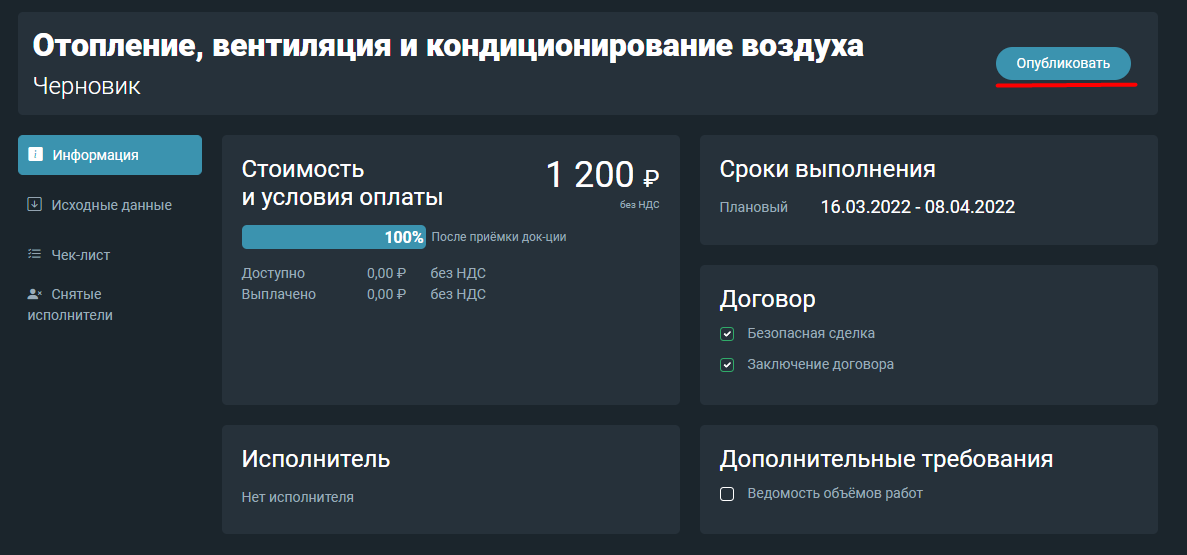 Отопление, вентиляция и кондиционирование воздуха
Черновик
Опубликовать
Информация
Исходные данные
Чек-лист
Снятые
исполнители
Стоимость
и условия оплаты
1 200 ₽
без НДС
100% После приёмки док-ции
Доступно 0,00 ₽ без НДС
Выплачено 0,00 ₽ без НДС
Сроки выполнения
Плановый 16.03.2022 - 08.04.2022
Договор
Безопасная сделка
Заключение договора
Исполнитель
Нет исполнителя
Дополнительные требования
Ведомость объёмов работ